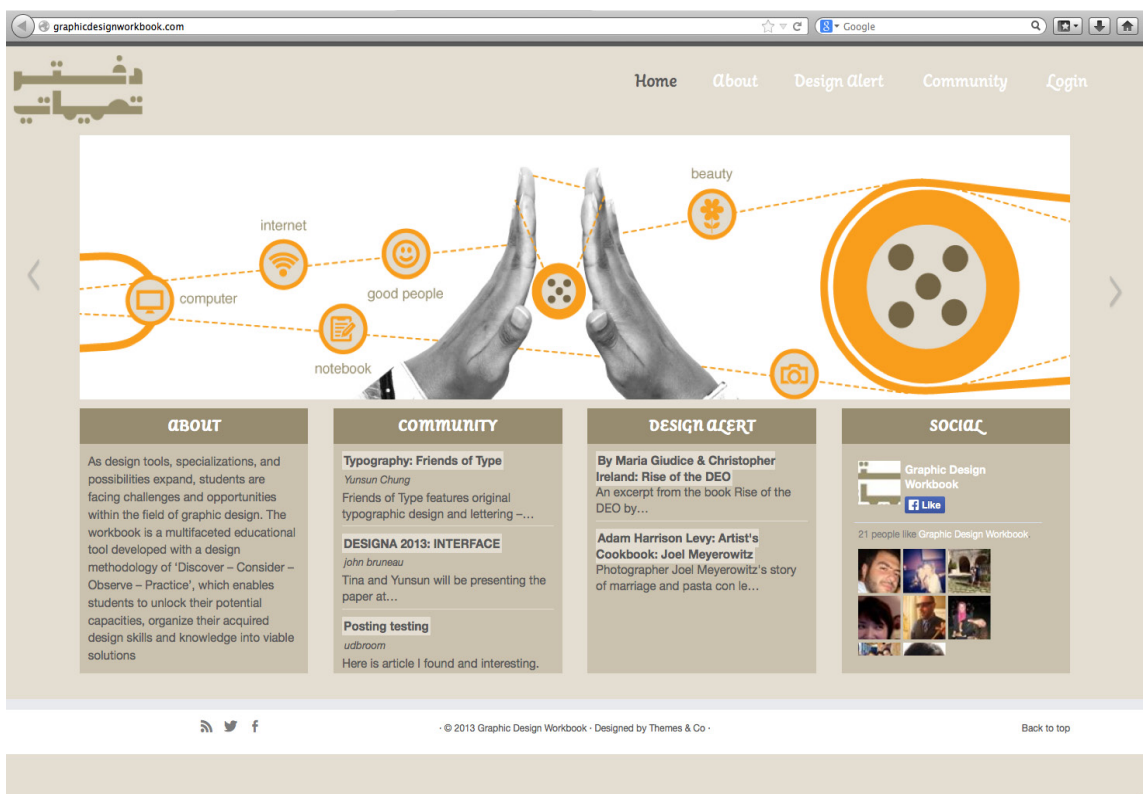 graphicdesignworkbook.com
Google
دفتر
تصميمات
Home About Design Alert Community Login
beauty
internet
good people
computer
notebook
ABOUT
As design tools, specializations, and
possibilities expand, students are
facing challenges and opportunities
within the field of graphic design. The
workbook is a multifaceted educational
tool developed with a design
methodology of ‘Discover – Consider –
Observe – Practice’, which enables
students to unlock their potential
capacities, organize their acquired
design skills and knowledge into viable
solutions
COMMUNITY
Typography: Friends of Type
Yunsun Chung
Friends of Type features original
typographic design and lettering –…
DESIGNA 2013: INTERFACE
john bruneau
Tina and Yunsun will be presenting the
paper at…
Posting testing
udbroom
Here is article I found and interesting.
DESIGN ALERT
By Maria Giudice & Christopher
Ireland: Rise of the DEO
An excerpt from the book Rise of the
DEO by…
Adam Harrison Levy: Artist's
Cookbook: Joel Meyerowitz
Photographer Joel Meyerowitz's story
of marriage and pasta con le…
SOCIAL
Graphic Design
Workbook
Like
21 people like Graphic Design Workbook.
· © 2013 Graphic Design Workbook · Designed by Themes & Co ·
Back to top